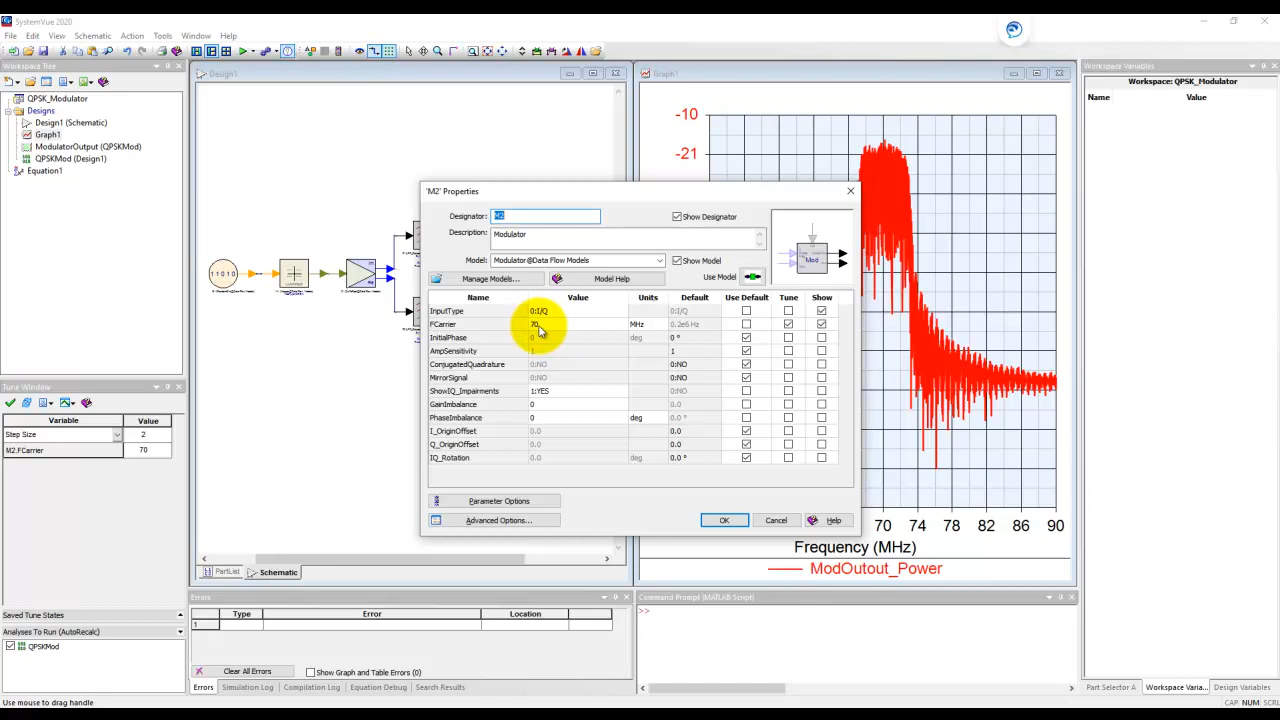 SystemVue 2020
File Edit View Schematic Action Tools Window Help
Workspace Tree
QPSK_Modulator
Designs
Design1 (Schematic)
Graph1
ModulatorOutput (QPSKMod)
QPSKMod (Design1)
Equation1
Tune Window
Variable Value
Step Size 2
M2.FCarrier 70
Saved Tune States
Analyses To Run (AutoRecalc)
QPSKMod
Use mouse to drag handle
Design1
1 1 0 1 0
PartList Schematic
'M2' Properties
Designator: M2 Show Designator
Description: Modulator
Model: Modulator@Data Flow Models Show Model
Manage Models... Model Help Use Model
Mod
Name Value Units Default Use Default Tune Show
InputType 0:I/Q 0:I/Q
FCarrier 70 MHz 0.2e6 Hz
InitialPhase 0 deg 0 °
AmpSensitivity 1 1
ConjugatedQuadrature 0:NO 0:NO
MirrorSignal 0:NO 0:NO
ShowIQ_Impairments 1:YES 0:NO
GainImbalance 0 0.0
PhaseImbalance 0 deg 0.0 °
I_OriginOffset 0.0 0.0
Q_OriginOffset 0.0 0.0
IQ_Rotation 0.0 deg 0.0 °
Parameter Options
Advanced Options... OK Cancel Help
Graph1
-10
-21
70 74 78 82 86 90
Frequency (MHz)
ModOutout_Power
Errors
Type Error Location
1
Clear All Errors Show Graph and Table Errors (0)
Errors Simulation Log Compilation Log Equation Debug Search Results
Command Prompt (MATLAB Script)
>>
Workspace Variables
Workspace: QPSK_Modulator
Name Value
Part Selector A Workspace Varia... Design Variables
CAP NUM SCRL